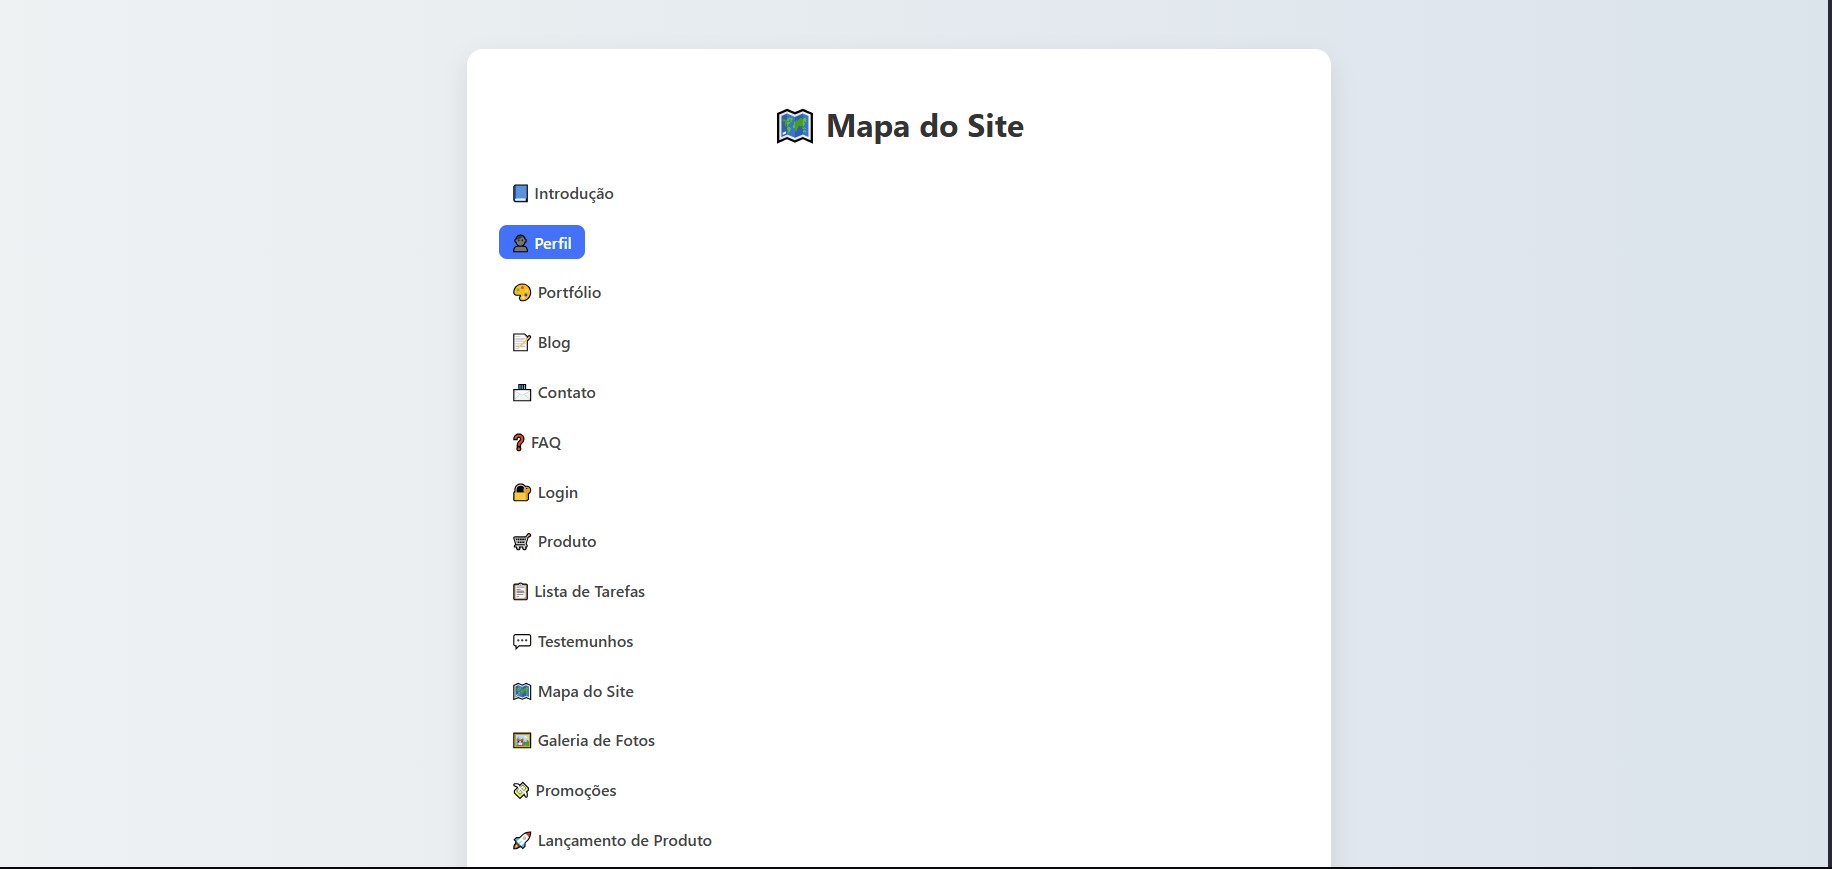 Mapa do Site
Introdução
Perfil
Portfólio
Blog
Contato
FAQ
Login
Produto
Lista de Tarefas
Testemunhos
Mapa do Site
Galeria de Fotos
Promoções
Lançamento de Produto